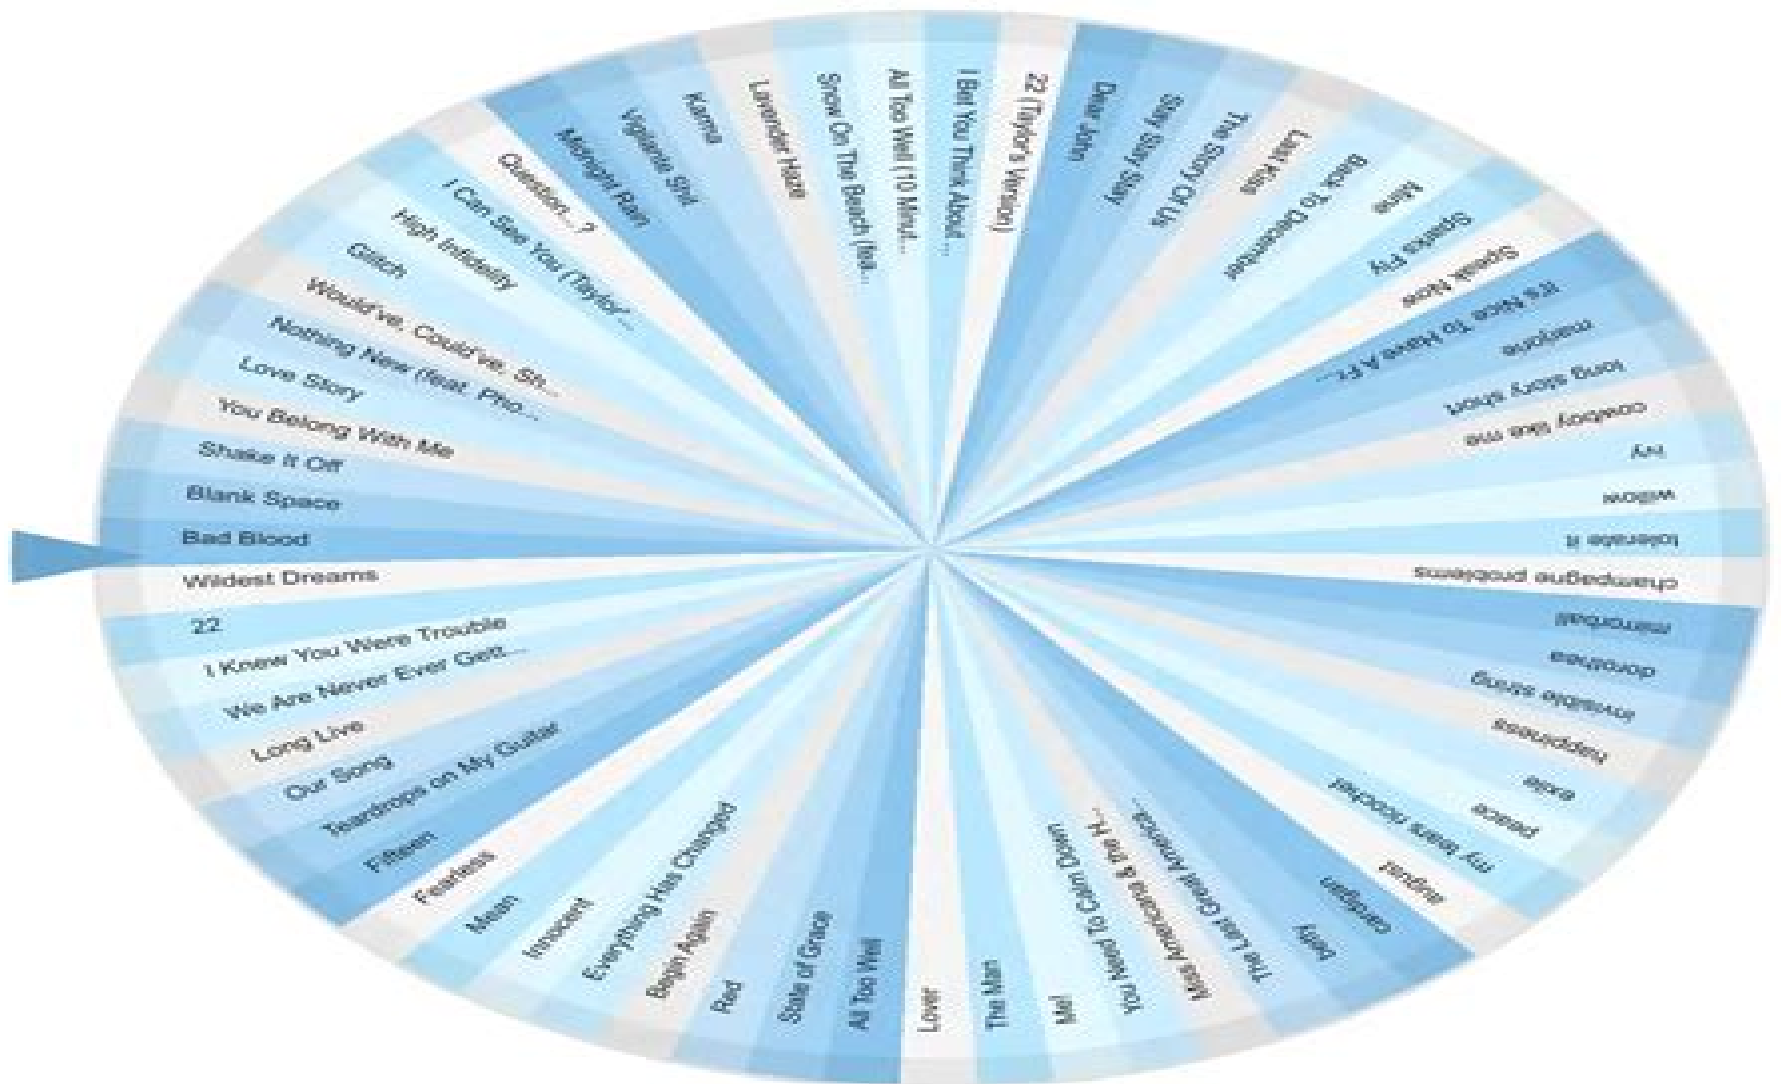 Bad Blood
Blank Space
Shake It Off
You Belong With Me
Love Story
Nothing New (feat. Pho...
Would've, Could've, Sh...
Glitch
High Infidelity
I Can See You (Taylor'...
Question...?
Midnight Rain
Vigilante Shit
Karma
Lavender Haze
Snow On The Beach (fea...
All Too Well (10 Minut...
I Bet You Think About ...
22 (Taylor's Version)
Dear John
Stay Stay Stay
The Story Of Us
Last Kiss
Back To December
Mine
Sparks Fly
Speak Now
It's Nice To Have A Fr...
marjorie
long story short
cowboy like me
ivy
willow
tolerate it
champagne problems
mirrorball
dorothea
invisible string
happiness
exile
peace
my tears ricochet
august
cardigan
betty
The Last Great America...
Miss Americana & the H...
You Need To Calm Down
Me!
The Man
Lover
All Too Well
State of Grace
Red
Begin Again
Everything Has Changed
Innocent
Mean
Fearless
Fifteen
Teardrops on My Guitar
Our Song
Long Live
We Are Never Ever Gett...
I Knew You Were Trouble
22
Wildest Dreams